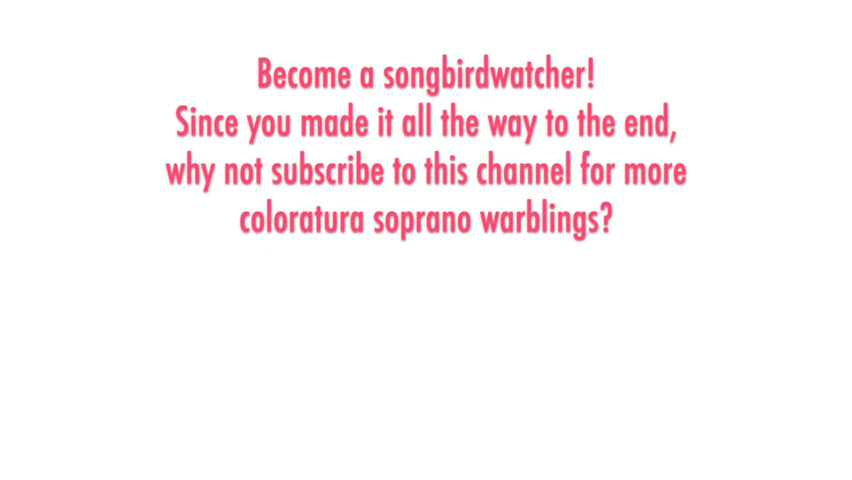 Become a songbirdwatcher!
Since you made it all the way to the end,
why not subscribe to this channel for more
coloratura soprano warblings?